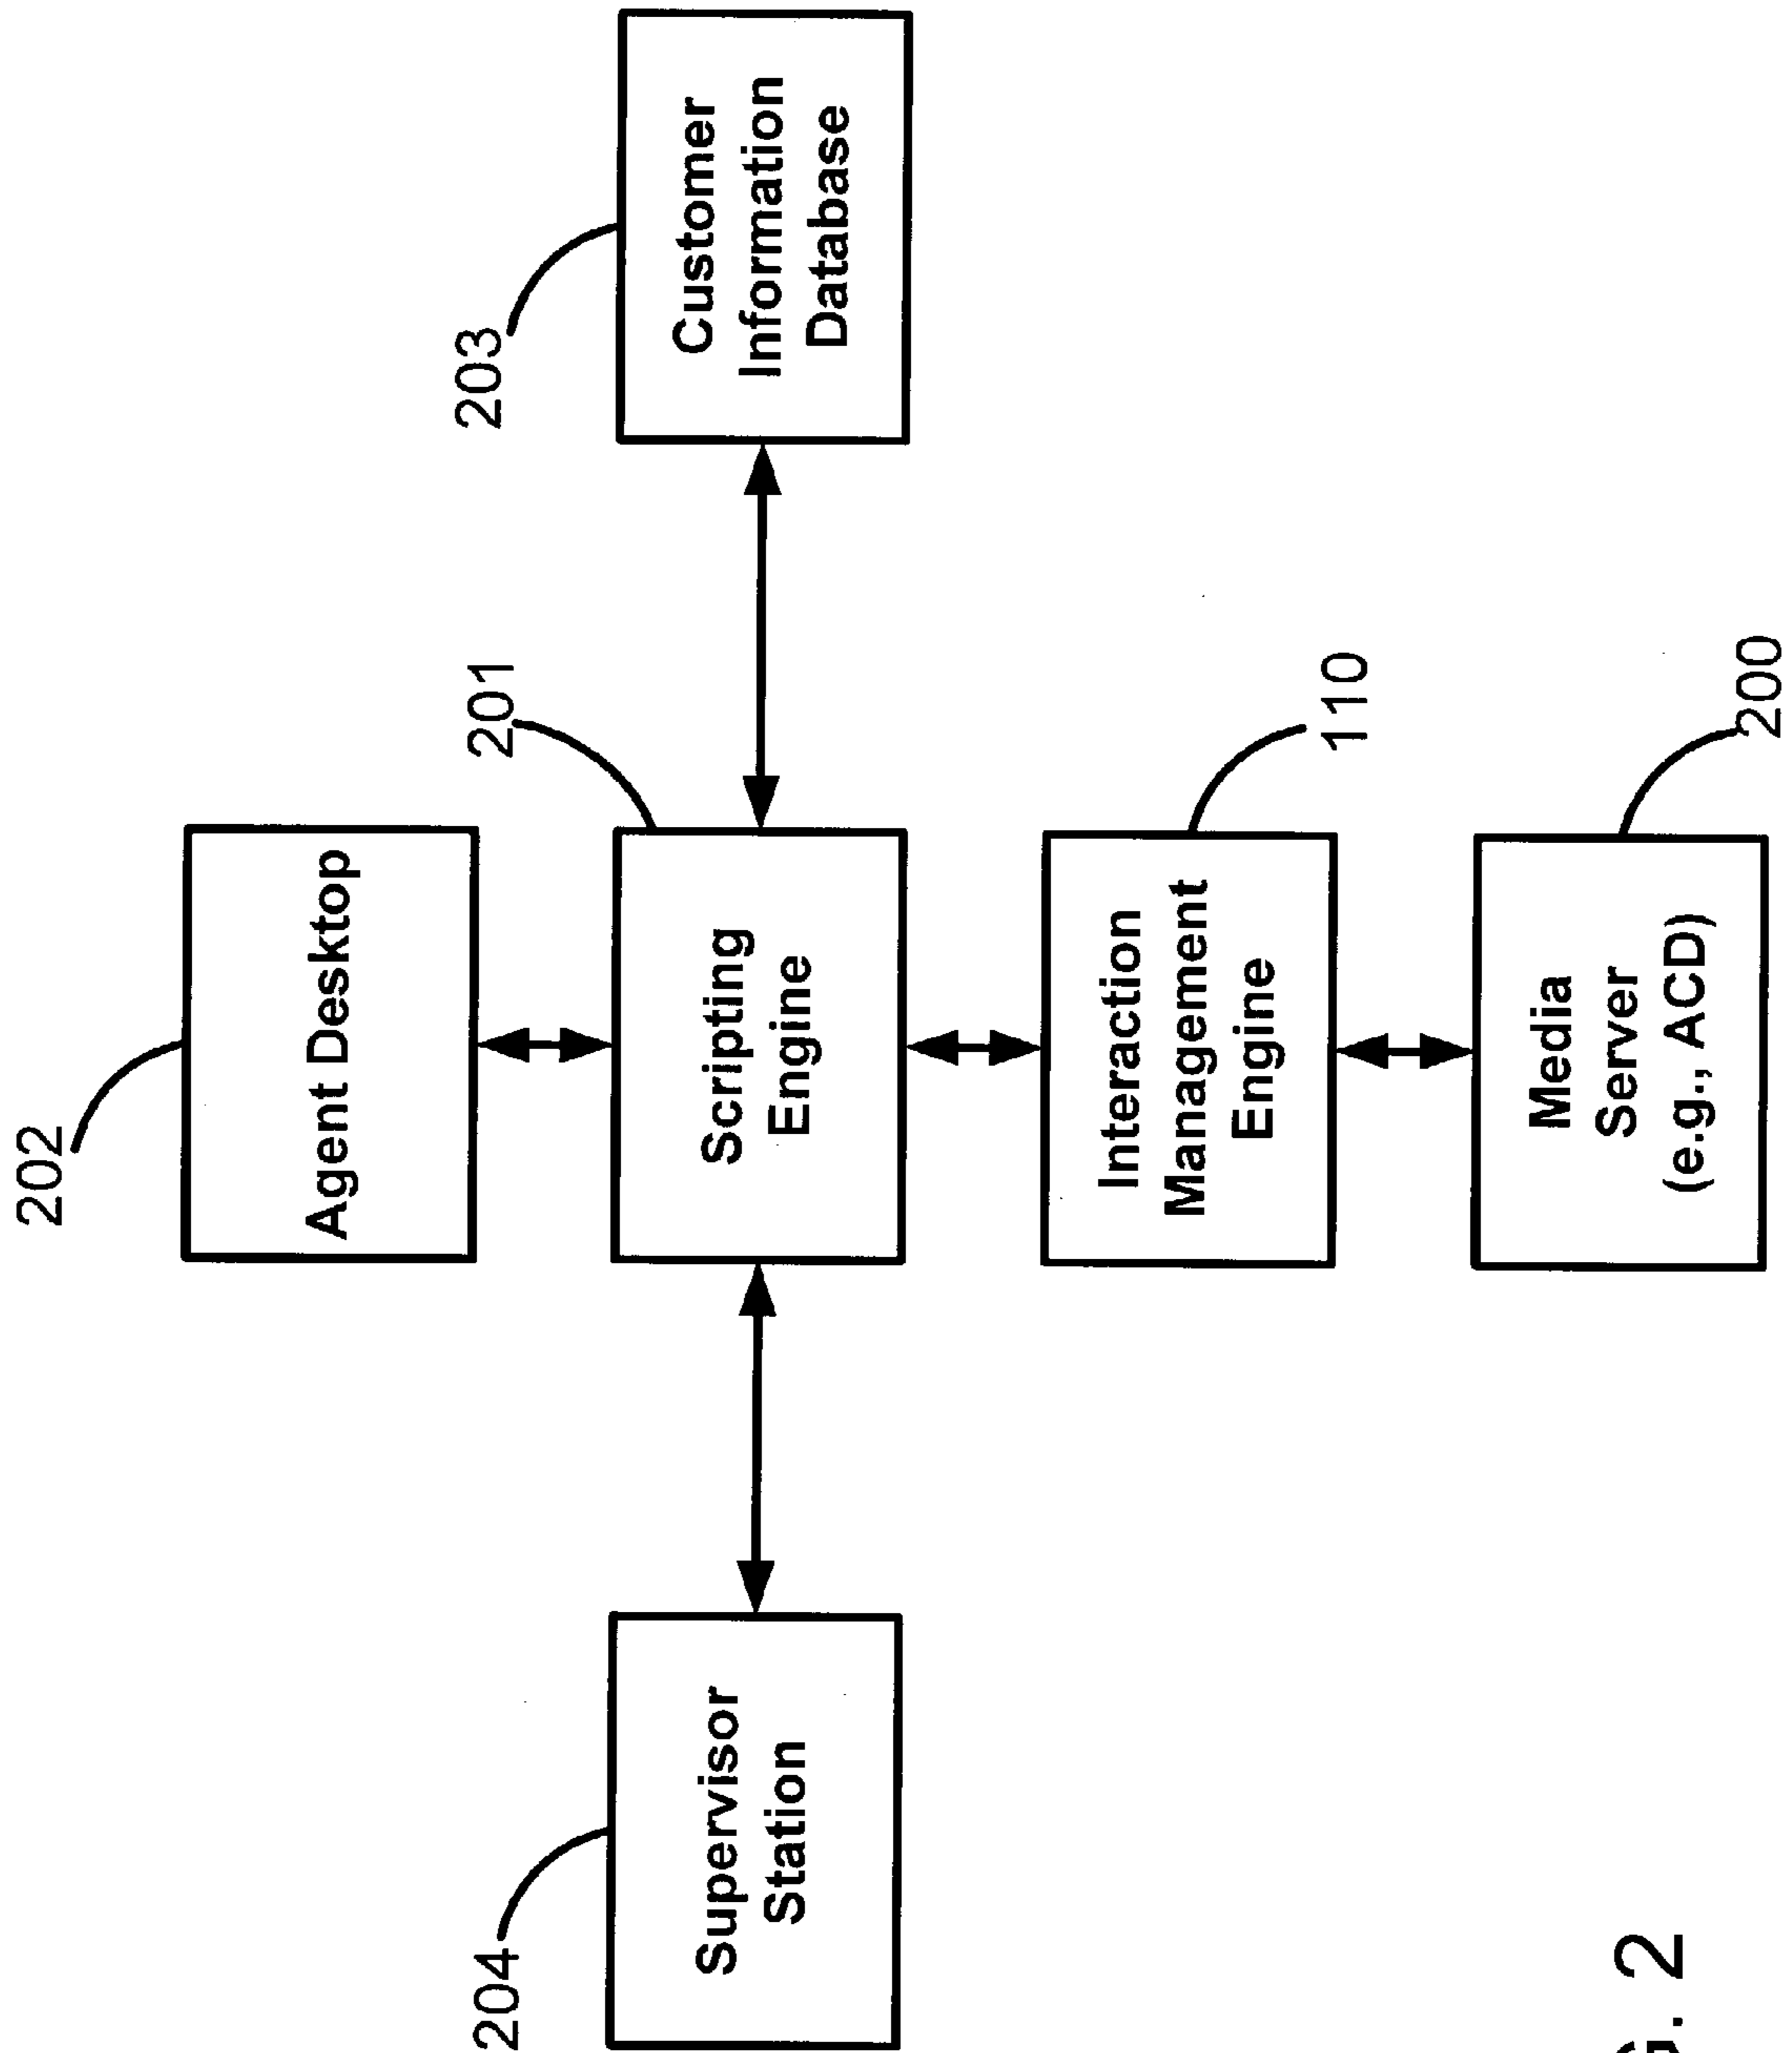 202
Agent Desktop
204
201
203
Supervisor
Station
Scripting
Engine
Customer
Information
Database
Interaction
Management
Engine
110
Media
Server
(e.g., ACD)
200
G. 2